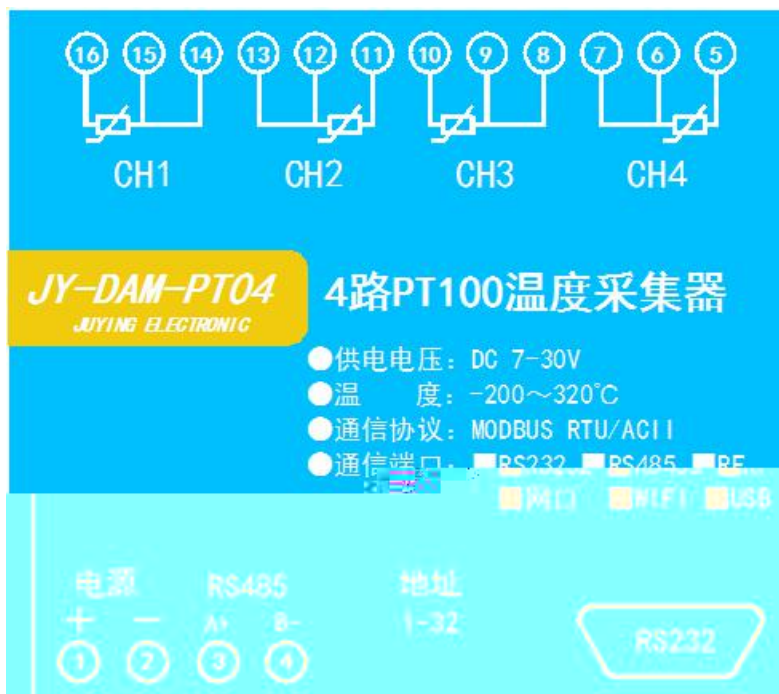 16 15 14 13 12 11 10 9 8 7 6 5
CH1 CH2 CH3 CH4
JY-DAM-PT04
JUYING ELECTRONIC
4路PT100温度采集器
供电电压: DC 7-30V
温 度: -200～320℃
通信协议: MODBUS RTU/ACII
通信端口: RS232 RS485 RF
网口 WIFI USB
电源 RS485 地址
+ - A+ B- 1-32
1 2 3 4 RS232